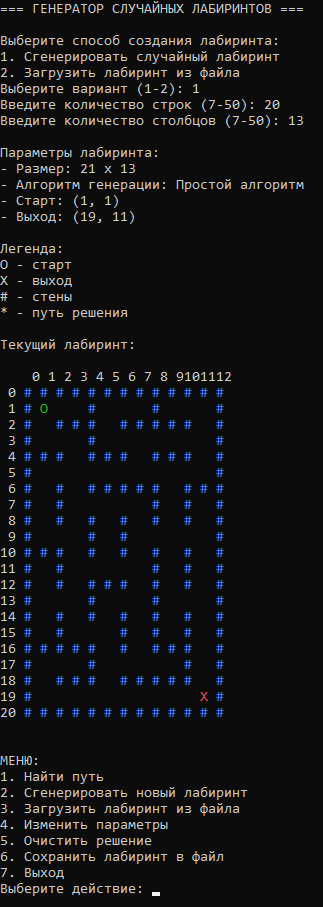 === ГЕНЕРАТОР СЛУЧАЙНЫХ ЛАБИРИНТОВ ===
Выберите способ создания лабиринта:
1. Сгенерировать случайный лабиринт
2. Загрузить лабиринт из файла
Выберите вариант (1-2): 1
Введите количество строк (7-50): 20
Введите количество столбцов (7-50): 13
Параметры лабиринта:
- Размер: 21 x 13
- Алгоритм генерации: Простой алгоритм
- Старт: (1, 1)
- Выход: (19, 11)
Легенда:
O - старт
X - выход
# - стены
* - путь решения
Текущий лабиринт:
    0 1 2 3 4 5 6 7 8 9101112
 0 # # # # # # # # # # # # #
 1 # O     #       #       #
 2 #   # # #   # # # # #   #
 3 #       #               #
 4 # # #   # # #   # # #   #
 5 #                       #
 6 #   #   # # # # #   # # #
 7 #   #           #   #   #
 8 #   #   #   #   #   #   #
 9 #       #   #           #
10 # # #   #   #   #   #   #
11 #   #           #   #   #
12 #   #   # # #   #   #   #
13 #       #       #       #
14 #   #   #   #   #   #   #
15 #   #       #   #   #   #
16 # # # # #   #   # # #   #
17 #       #           #   #
18 #   # # #   # # # # #   #
19 #                     X #
20 # # # # # # # # # # # # #
МЕНЮ:
1. Найти путь
2. Сгенерировать новый лабиринт
3. Загрузить лабиринт из файла
4. Изменить параметры
5. Очистить решение
6. Сохранить лабиринт в файл
7. Выход
Выберите действие: _